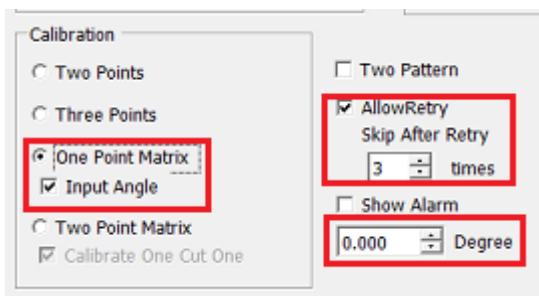 Calibration
Two Points
Three Points
One Point Matrix
Input Angle
Two Point Matrix
Calibrate One Cut One
Two Pattern
AllowRetry
Skip After Retry
3 times
Show Alarm
0.000 Degree